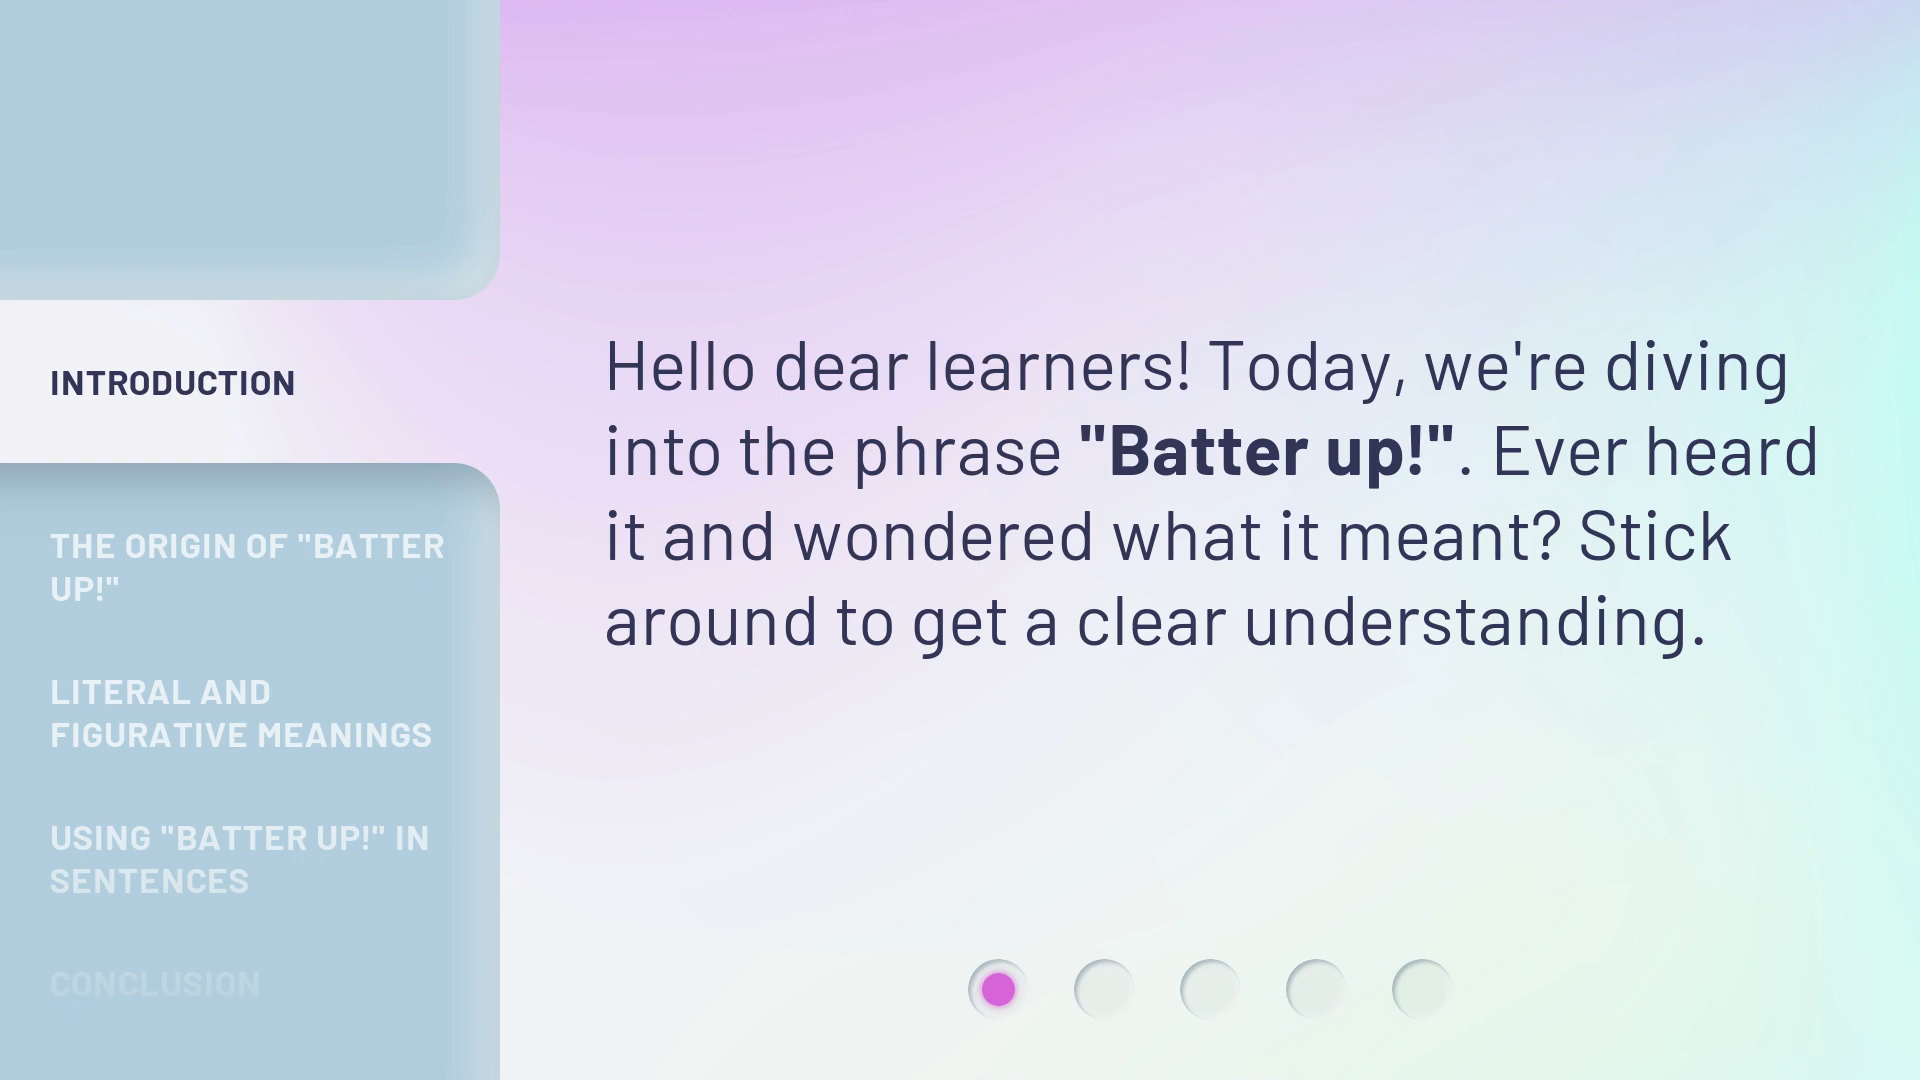 INTRODUCTION
THE ORIGIN OF "BATTER
UP!"
LITERAL AND
FIGURATIVE MEANINGS
USING "BATTER UP!" IN
SENTENCES
CONCLUSION
Hello dear learners! Today, we're diving
into the phrase "Batter up!". Ever heard
it and wondered what it meant? Stick
around to get a clear understanding.